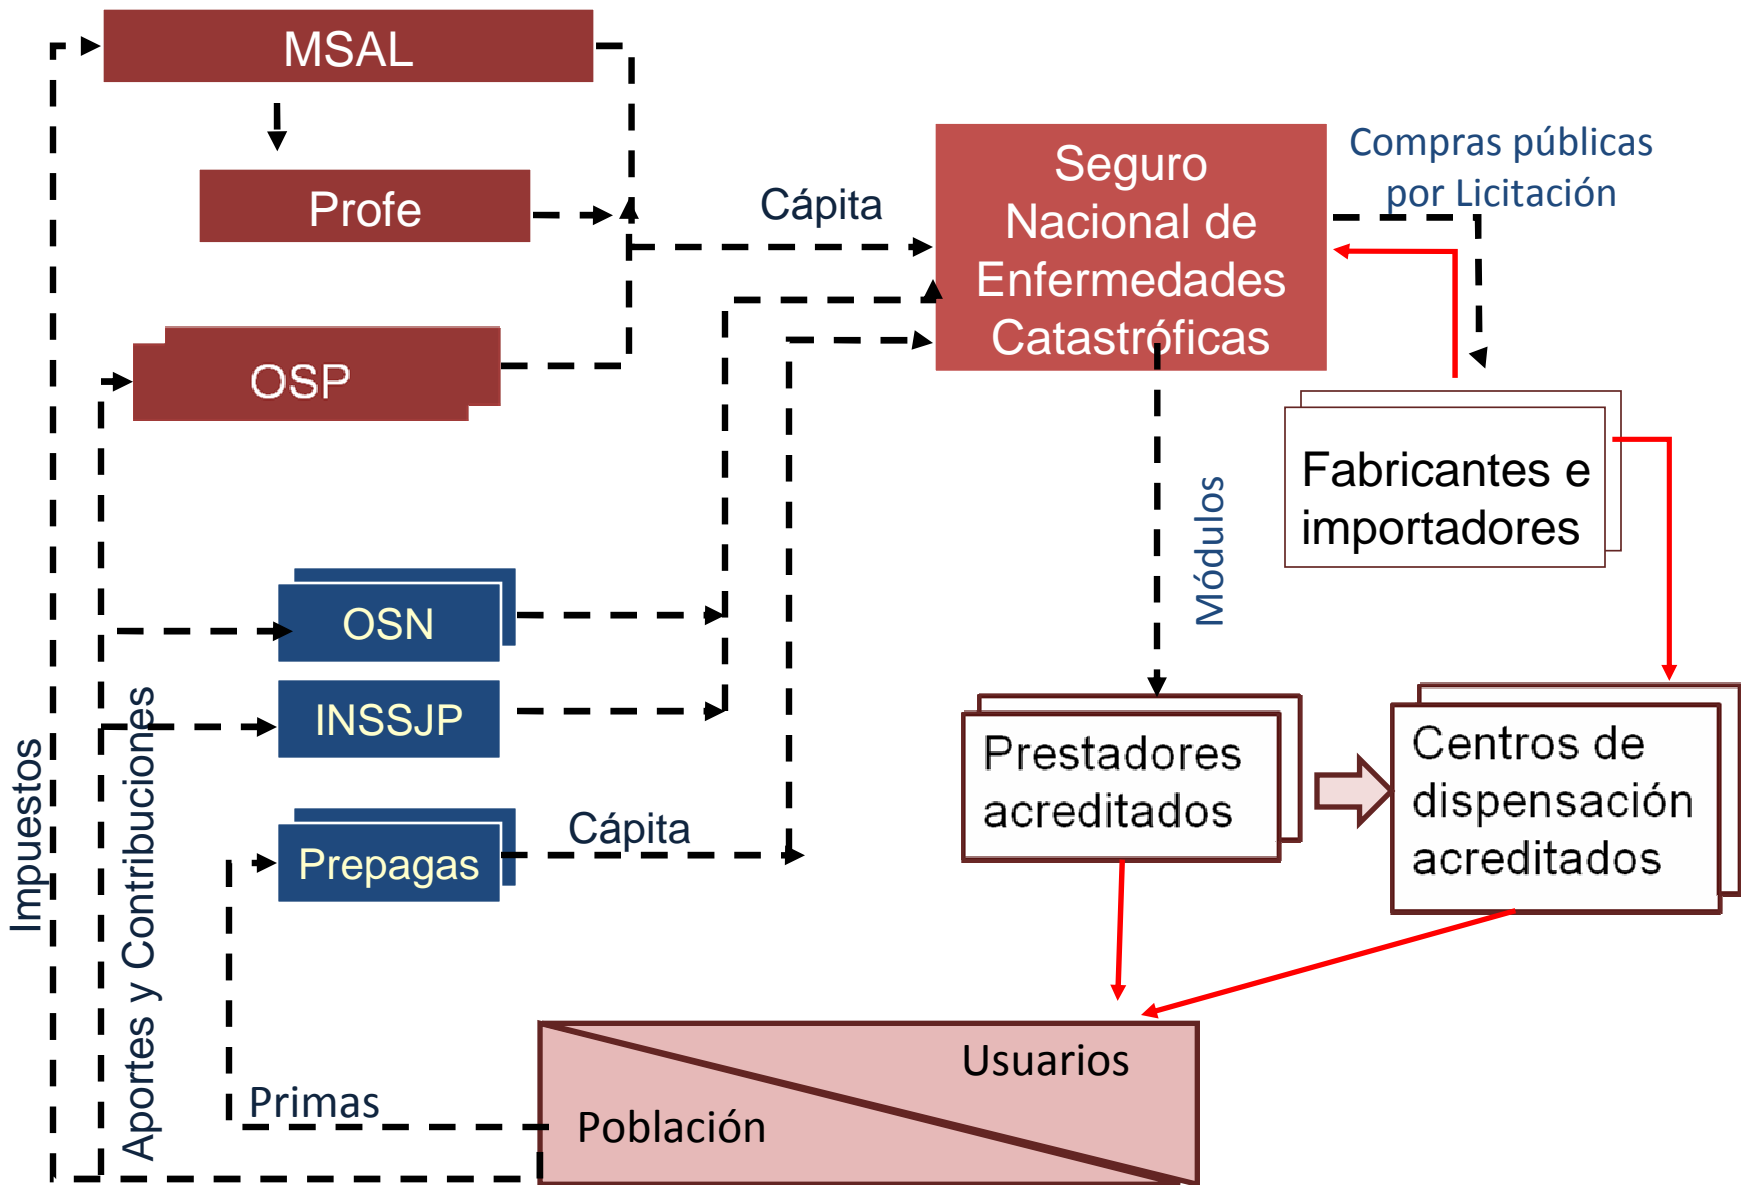 MSAL
Profe
OSP
Cápita
Seguro
Nacional de
Enfermedades
Catastróficas
Compras públicas
por Licitación
Fabricantes e
importadores
Módulos
OSN
INSSJP
Prepagas
Cápita
Prestadores
acreditados
Centros de
dispensación
acreditados
Impuestos
Aportes y Contribuciones
Primas
Usuarios
Población